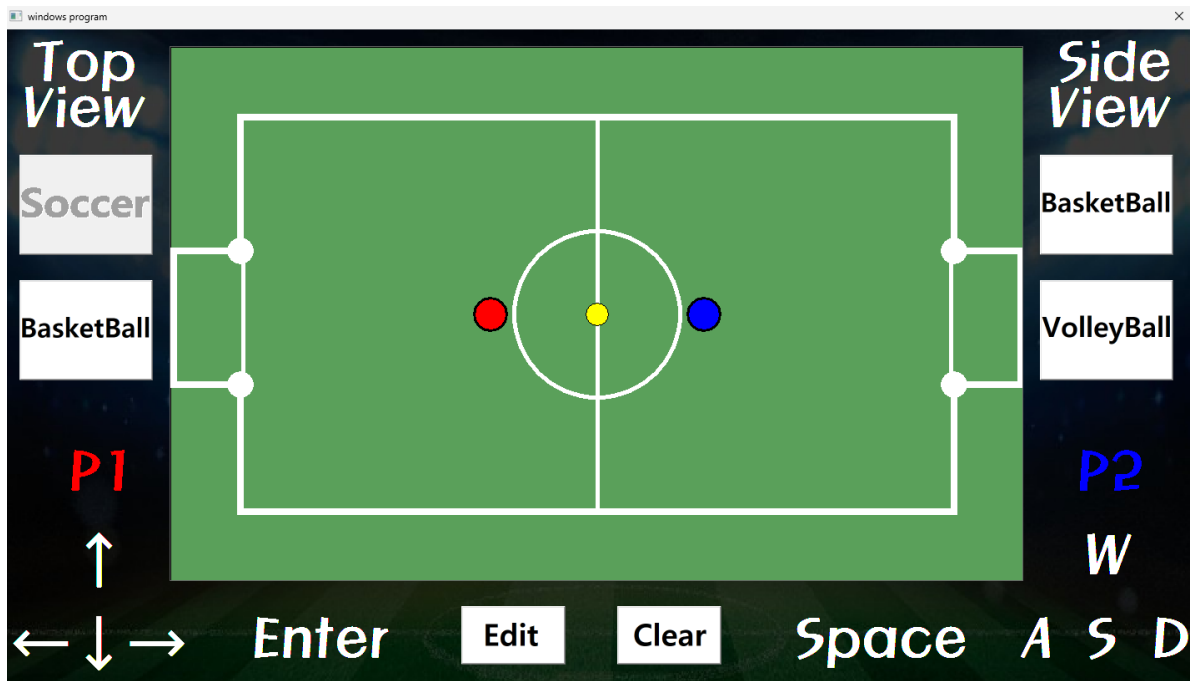 windows program
Top
View
Soccer
BasketBall
P1
↑
← ↓ →
Enter
Edit
Clear
Side
View
BasketBall
VolleyBall
P2
W
Space
A S D